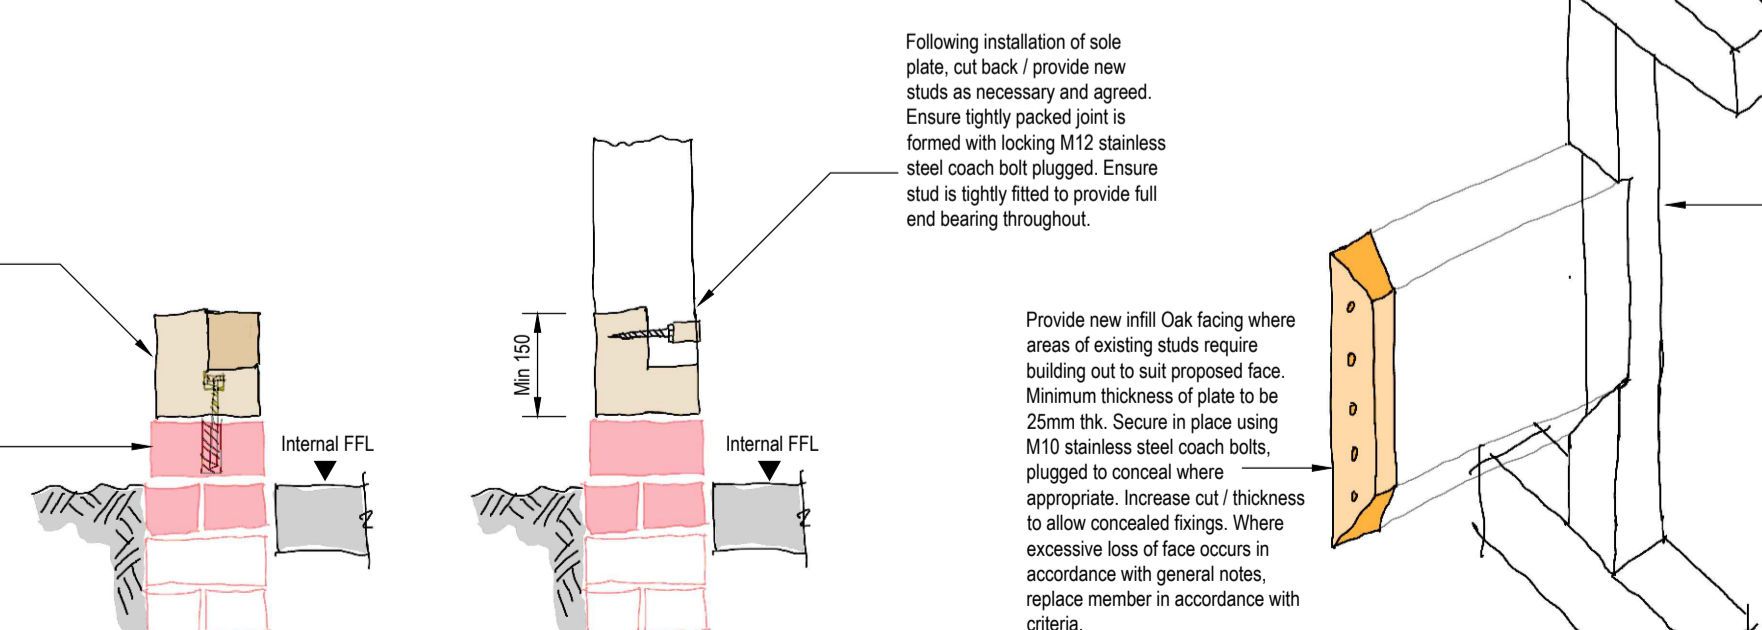 Following installation of sole
plate, cut back / provide new
studs as necessary and agreed.
Ensure tightly packed joint is
formed with locking M12 stainless
steel coach bolt plugged. Ensure
stud is tightly fitted to provide full
end bearing throughout.
Min 150
Internal FFL
Internal FFL
Provide new infill Oak facing where
areas of existing studs require
building out to suit proposed face.
Minimum thickness of plate to be
25mm thk. Secure in place using
M10 stainless steel coach bolts,
plugged to conceal where
appropriate. Increase cut / thickness
to allow concealed fixings. Where
excessive loss of face occurs in
accordance with general notes,
replace member in accordance with
criteria.